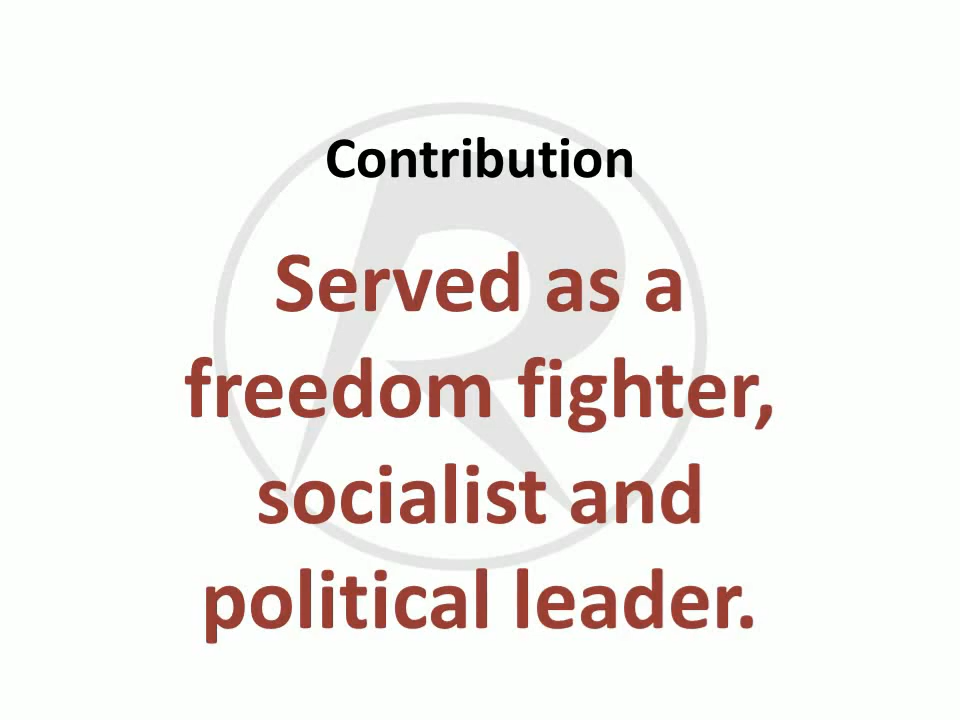 Contribution
Served as a
freedom fighter,
socialist and
political leader.